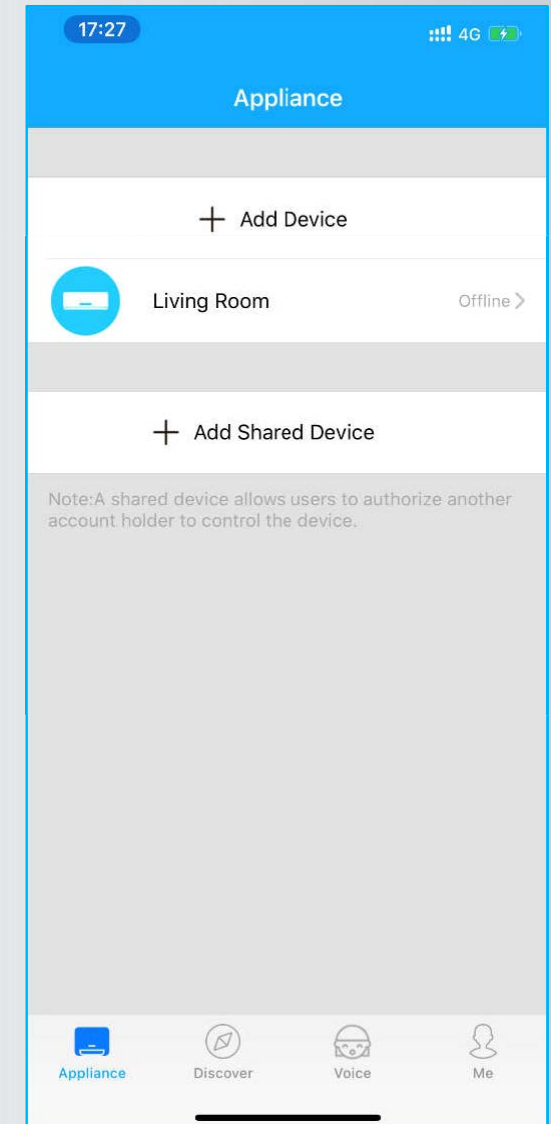 17:27
4G
Appliance
Add Device
Living Room
Offline
Add Shared Device
Note:A shared device allows users to authorize another
account holder to control the device.
Appliance
Discover
Voice
Me